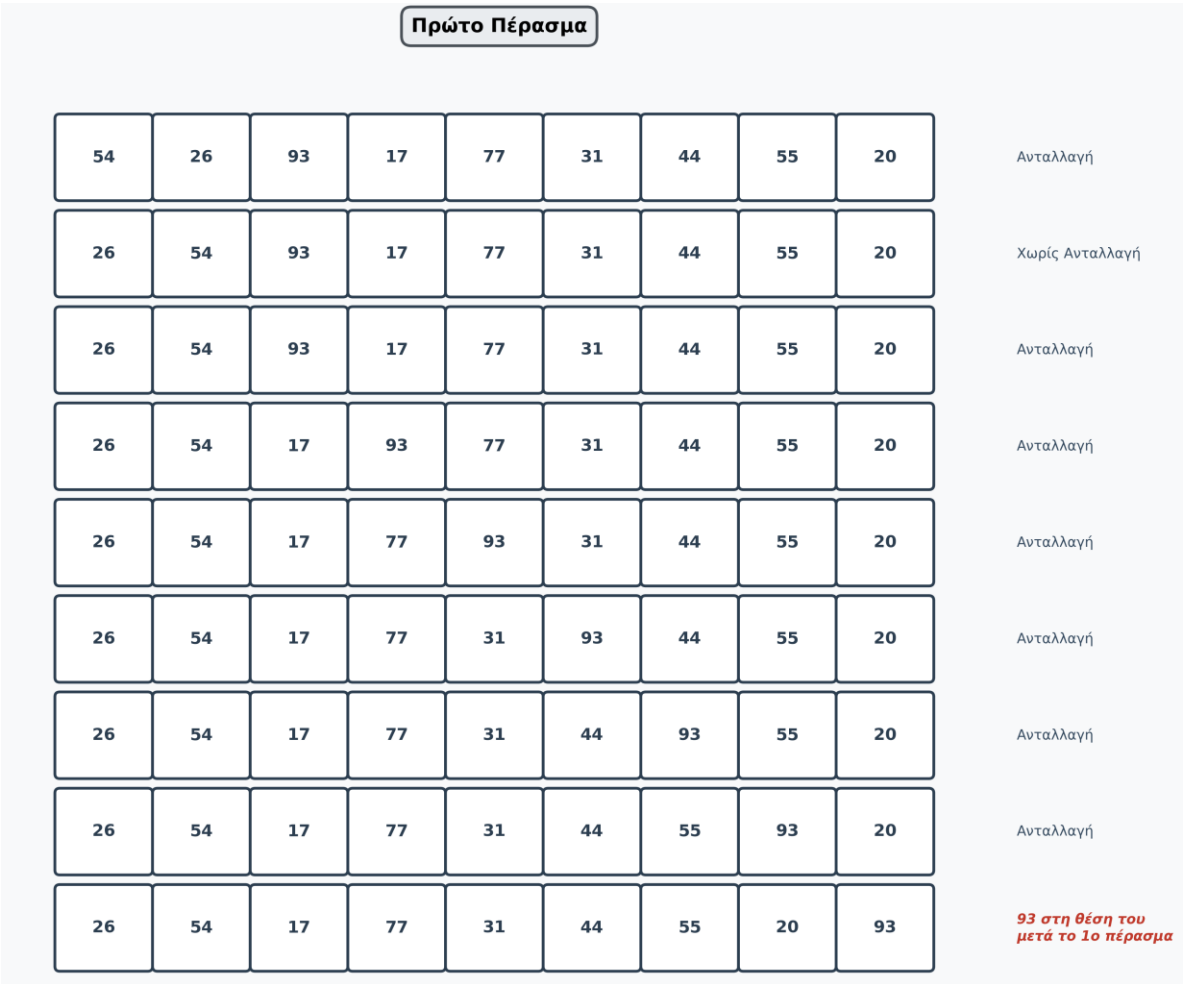 Πρώτο Πέρασμα
54 26 93 17 77 31 44 55 20 Ανταλλαγή
26 54 93 17 77 31 44 55 20 Χωρίς Ανταλλαγή
26 54 93 17 77 31 44 55 20 Ανταλλαγή
26 54 17 93 77 31 44 55 20 Ανταλλαγή
26 54 17 77 93 31 44 55 20 Ανταλλαγή
26 54 17 77 31 93 44 55 20 Ανταλλαγή
26 54 17 77 31 44 93 55 20 Ανταλλαγή
26 54 17 77 31 44 55 93 20 Ανταλλαγή
26 54 17 77 31 44 55 20 93 93 στη θέση του
μετά το 1ο πέρασμα